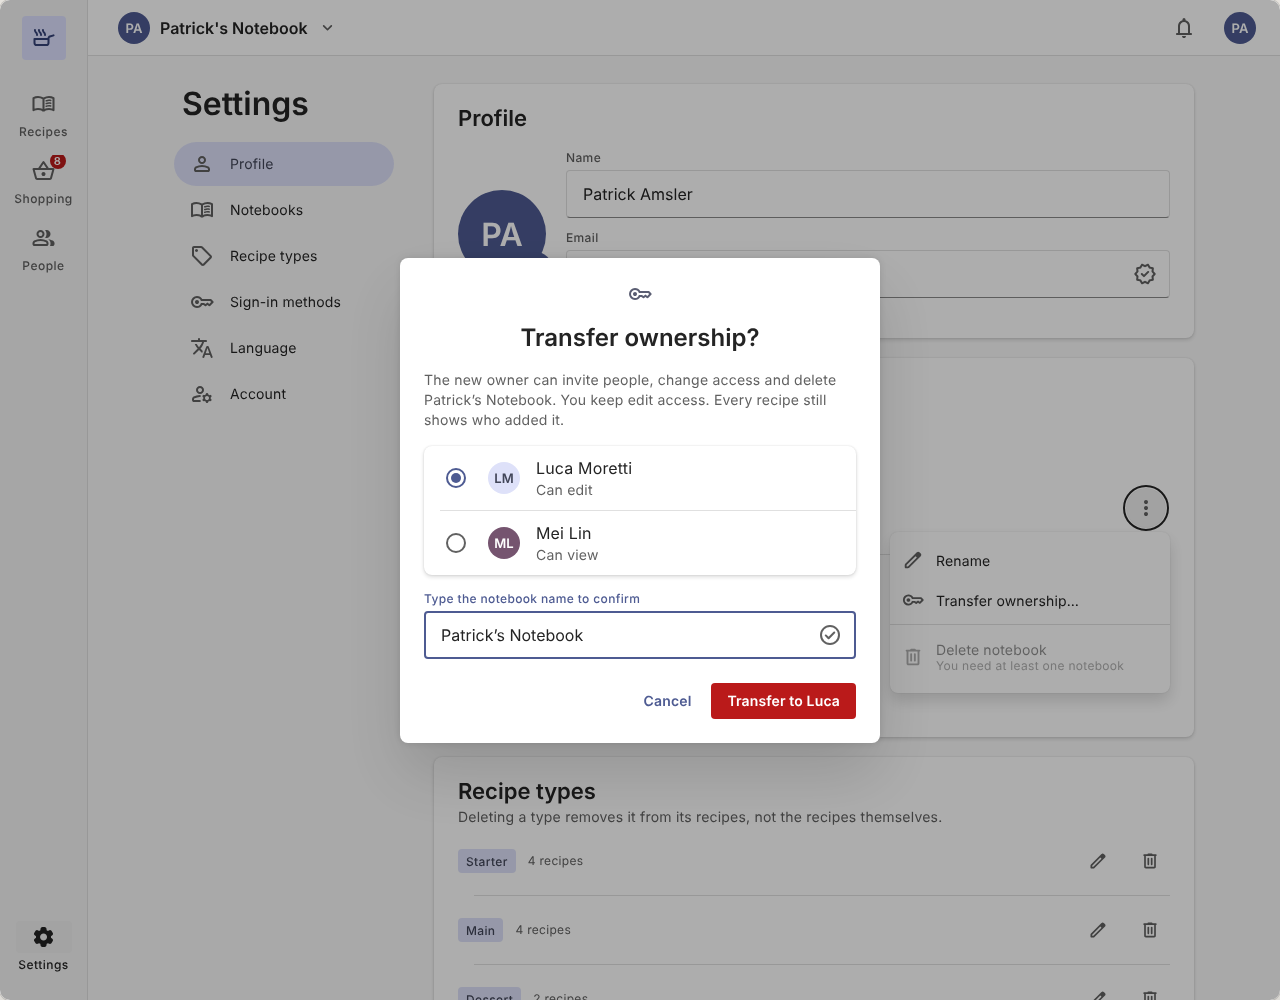 PA Patrick's Notebook
PA
Recipes
8
Shopping
People
Settings
Settings
Profile
Notebooks
Recipe types
Sign-in methods
Language
Account
Profile
PA
Name
Patrick Amsler
Email
Transfer ownership?
The new owner can invite people, change access and delete
Patrick’s Notebook. You keep edit access. Every recipe still
shows who added it.
LM
Luca Moretti
Can edit
ML
Mei Lin
Can view
Type the notebook name to confirm
Patrick’s Notebook
Cancel
Transfer to Luca
Rename
Transfer ownership...
Delete notebook
You need at least one notebook
Recipe types
Deleting a type removes it from its recipes, not the recipes themselves.
Starter 4 recipes
Main 4 recipes
Dessert 2 recipes